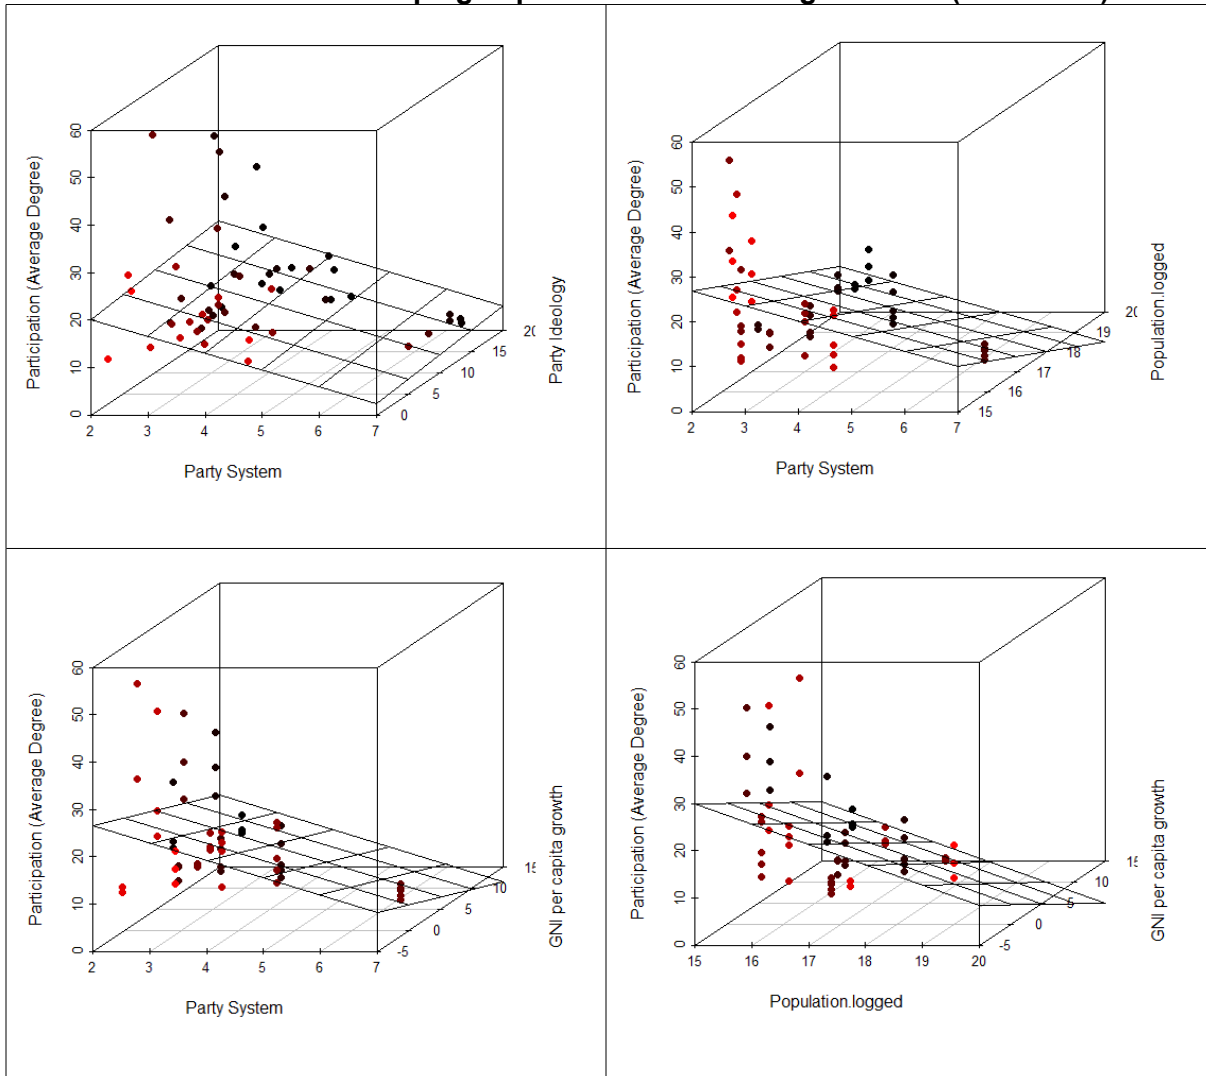 Participation (Average Degree)
60
50
40
30
20
10
0
2 3 4 5 6 7
Party System
0
5
10
15
Party Ideology
Participation (Average Degree)
60
50
40
30
20
10
0
2 3 4 5 6 7
Party System
15
16
17
18
19
Population.logged
Participation (Average Degree)
60
50
40
30
20
10
0
2 3 4 5 6 7
Party System
-5
0
5
10
GNI per capita growth
Participation (Average Degree)
60
50
40
30
20
10
0
15 16 17 18 19 20
Population.logged
-5
0
5
10
GNI per capita growth